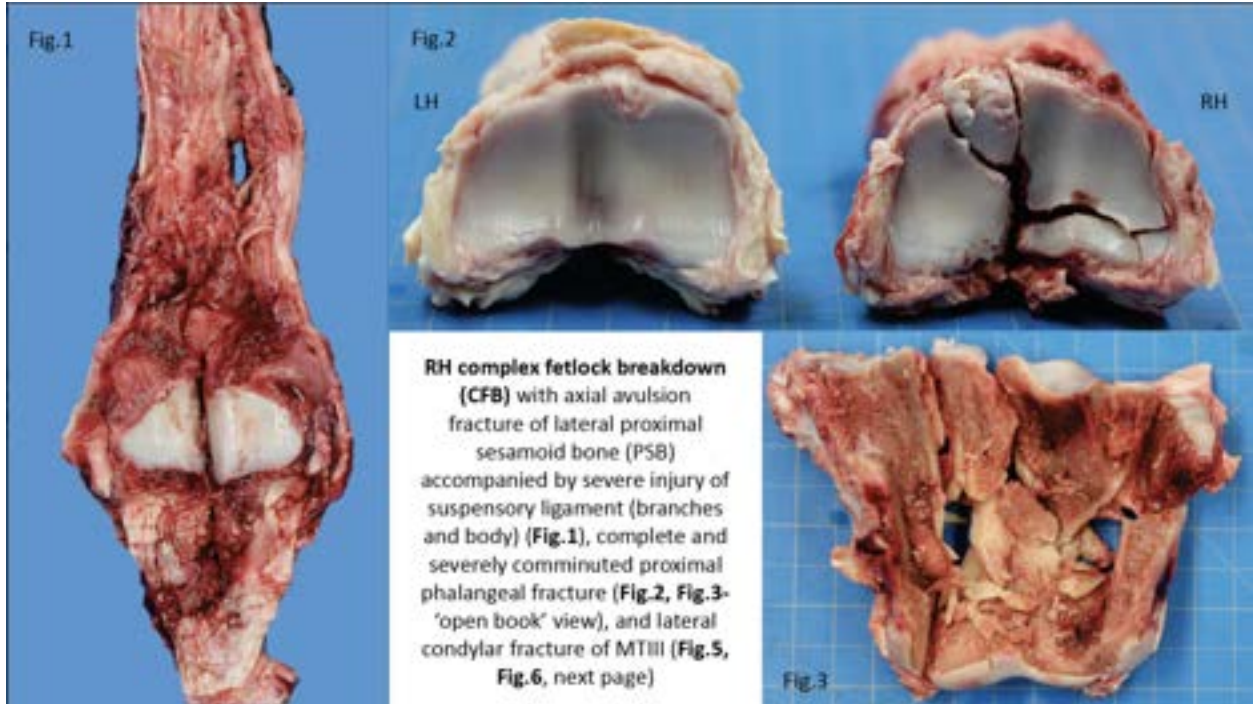 Fig.1
Fig.2
LH
RH
RH complex fetlock breakdown
(CFB) with axial avulsion
fracture of lateral proximal
sesamoid bone (PSB)
accompanied by severe injury of
suspensory ligament (branches
and body) (Fig.1), complete and
severely comminuted proximal
phalangeal fracture (Fig.2, Fig.3-
'open book' view), and lateral
condylar fracture of MTIII (Fig.5,
Fig.6, next page)
Fig.3